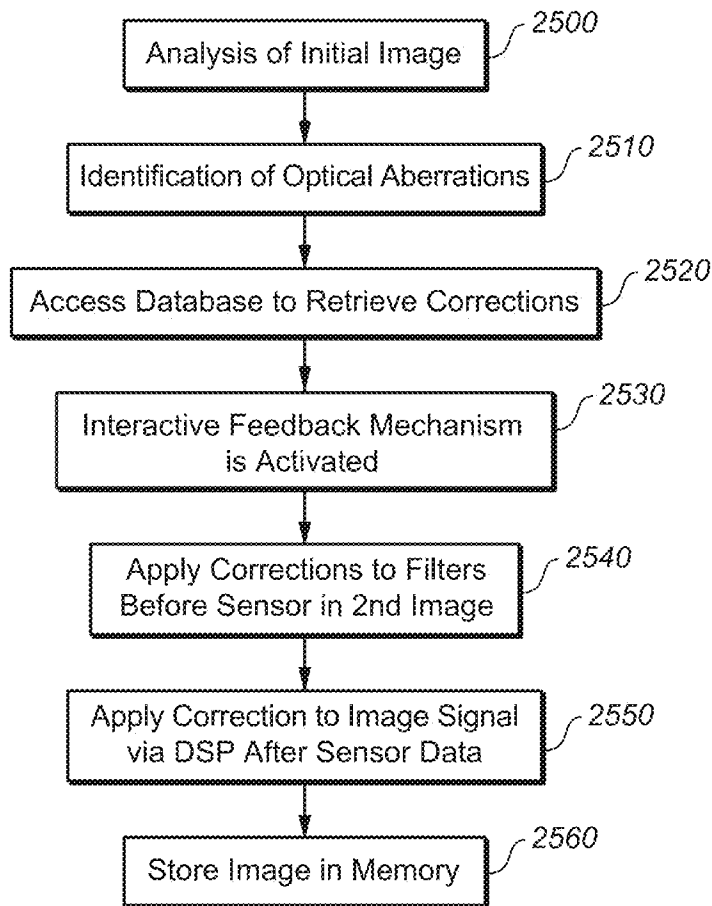 2500
Analysis of Initial Image
2510
Identification of Optical Aberrations
2520
Access Database to Retrieve Corrections
2530
Interactive Feedback Mechanism
is Activated
2540
Apply Corrections to Filters
Before Sensor in 2nd Image
2550
Apply Correction to Image Signal
via DSP After Sensor Data
2560
Store Image in Memory